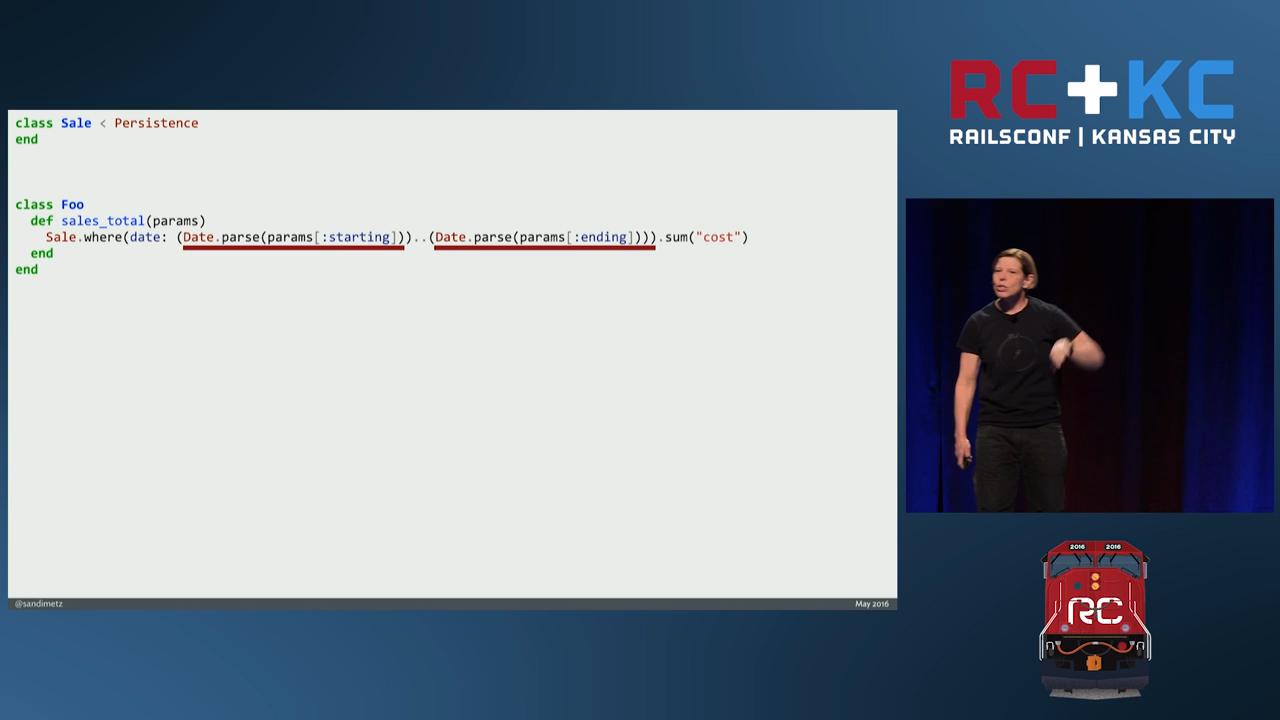 class Sale < Persistence
end
class Foo
  def sales_total(params)
    Sale.where(date: (Date.parse(params[:starting]))..(Date.parse(params[:ending]))).sum("cost")
  end
end
@sandimetz
May 2016
RC+KC
RAILSCONF | KANSAS CITY
2016 2016
RC